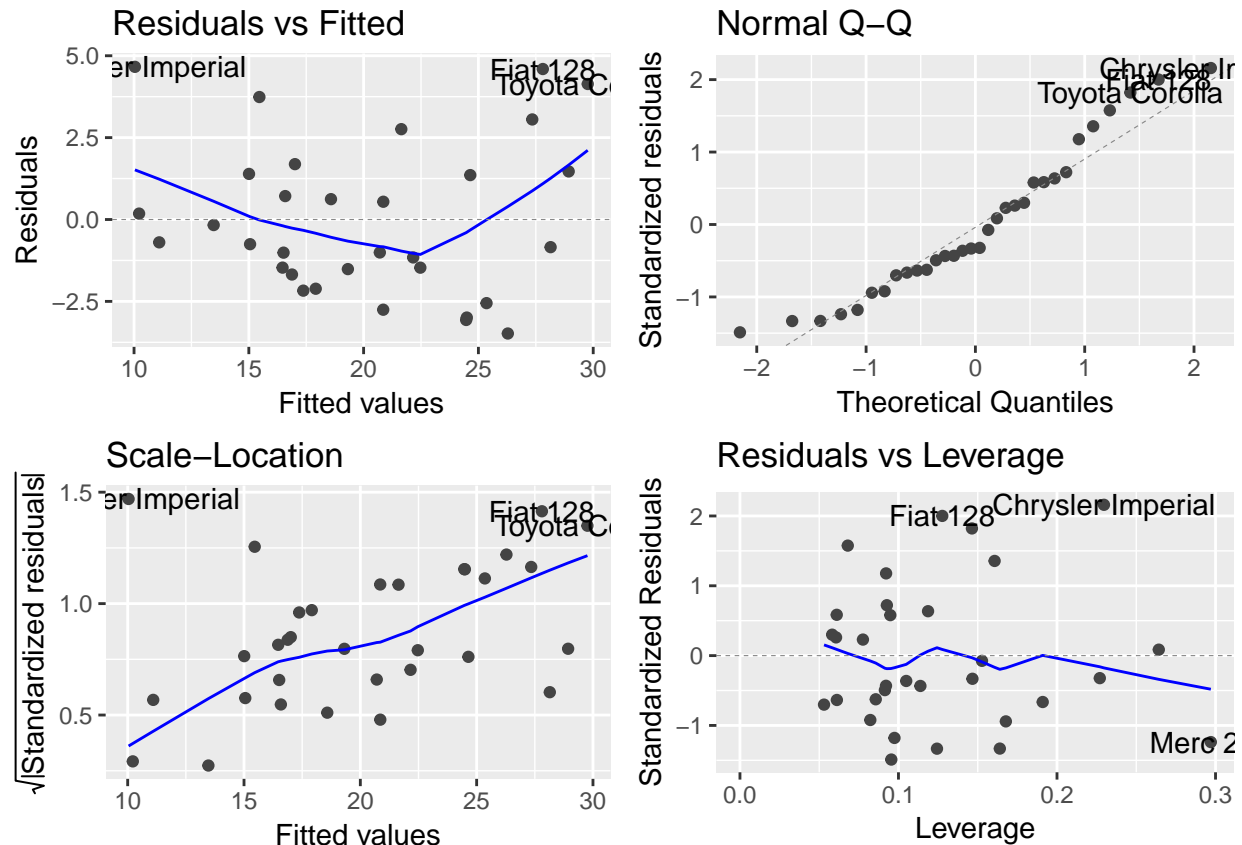 Residuals vs Fitted
5.0
2.5
0.0
−2.5
Residuals
er Imperial
Fiat 128
Toyota Co
10
15
20
25
30
Fitted values
Normal Q−Q
2
1
0
−1
Standardized residuals
Chrysler Im
Fiat 128
Toyota Corolla
−2
−1
0
1
2
Theoretical Quantiles
Scale−Location
1.5
1.0
0.5
√|Standardized residuals|
er Imperial
Fiat 128
Toyota Co
10
15
20
25
30
Fitted values
Residuals vs Leverage
2
1
0
−1
Standardized Residuals
Fiat 128
Chrysler Imperial
Merc 2
0.0
0.1
0.2
0.3
Leverage